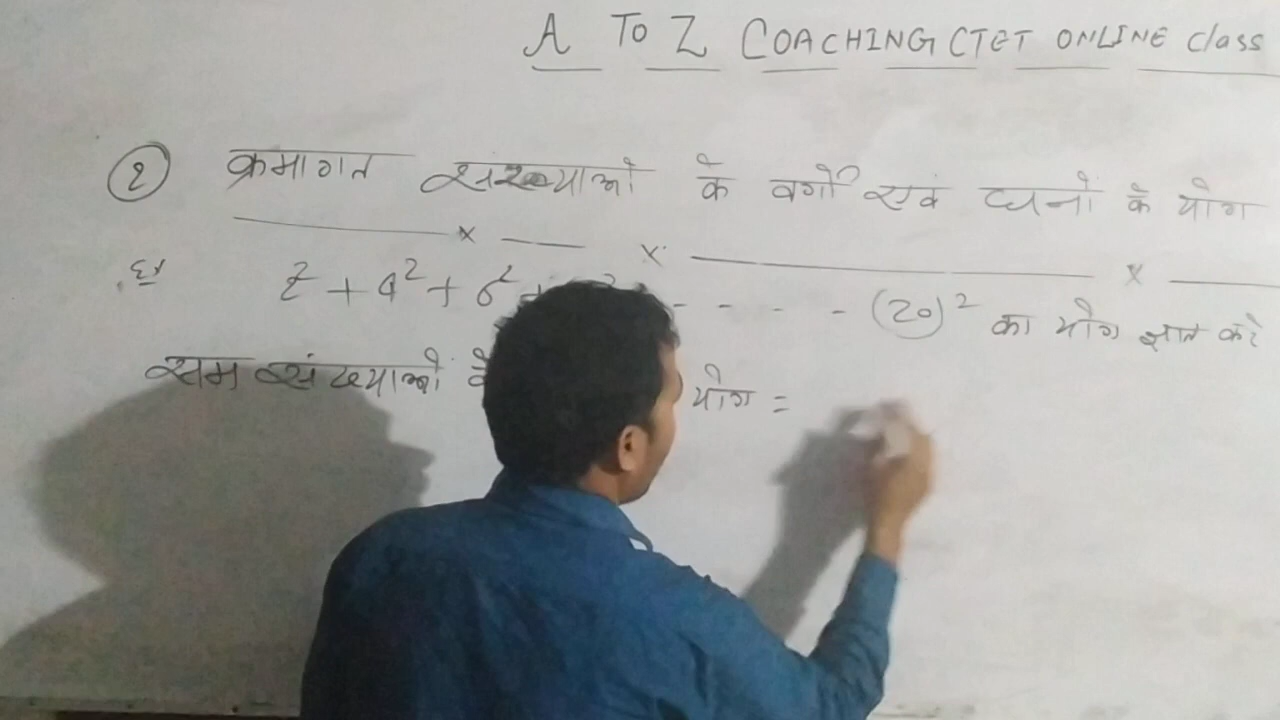 A TO Z COACHING CTET ONLINE Class
② क्रमागत संख्याओ के वर्गों एवं घनो के योग
2² + 4² + 6² + - - - - (20)² का योग ज्ञात करे
सम संख्याओं योग =